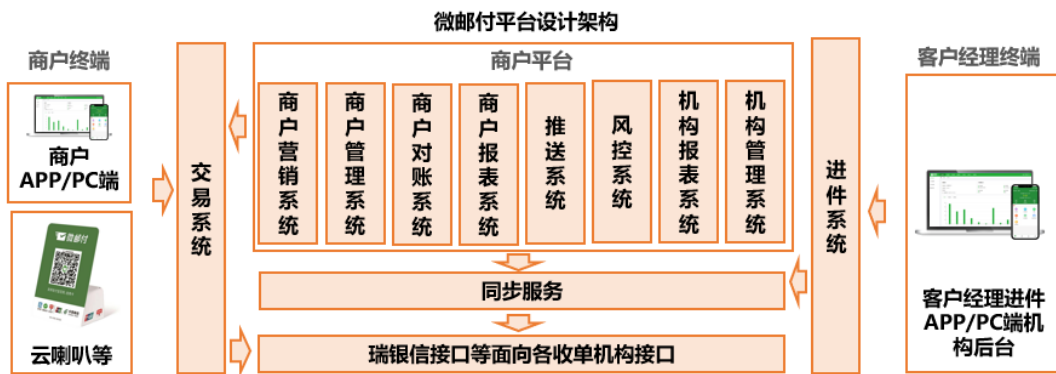 微邮付平台设计架构
商户终端
商户
APP/PC端
云喇叭等
微邮付
交易系统
商户平台
商户营销系统
商户管理系统
商户对账系统
商户报表系统
推送系统
风控系统
机构报表系统
机构管理系统
同步服务
瑞银信接口等面向各收单机构接口
进件系统
客户经理终端
客户经理进件
APP/PC端机
构后台